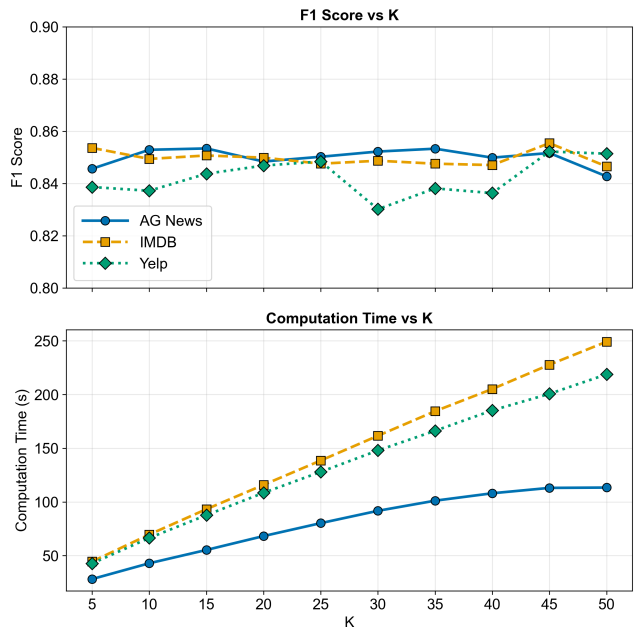 F1 Score vs K
F1 Score
0.90
0.88
0.86
0.84
0.82
0.80
AG News
IMDB
Yelp
Computation Time vs K
Computation Time (s)
250
200
150
100
50
5 10 15 20 25 30 35 40 45 50
K